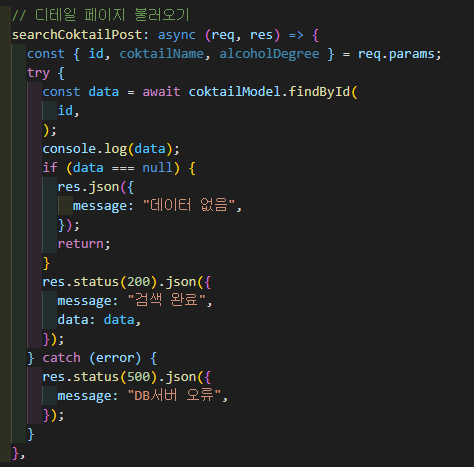 // 디테일 페이지 불러오기
searchCoktailPost: async (req, res) => {
  const { id, coktailName, alcoholDegree } = req.params;
  try {
    const data = await coktailModel.findById(
      id,
    );
    console.log(data);
    if (data === null) {
      res.json({
        message: "데이터 없음",
      });
      return;
    }
    res.status(200).json({
      message: "검색 완료",
      data: data,
    });
  } catch (error) {
    res.status(500).json({
      message: "DB서버 오류",
    });
  }
},